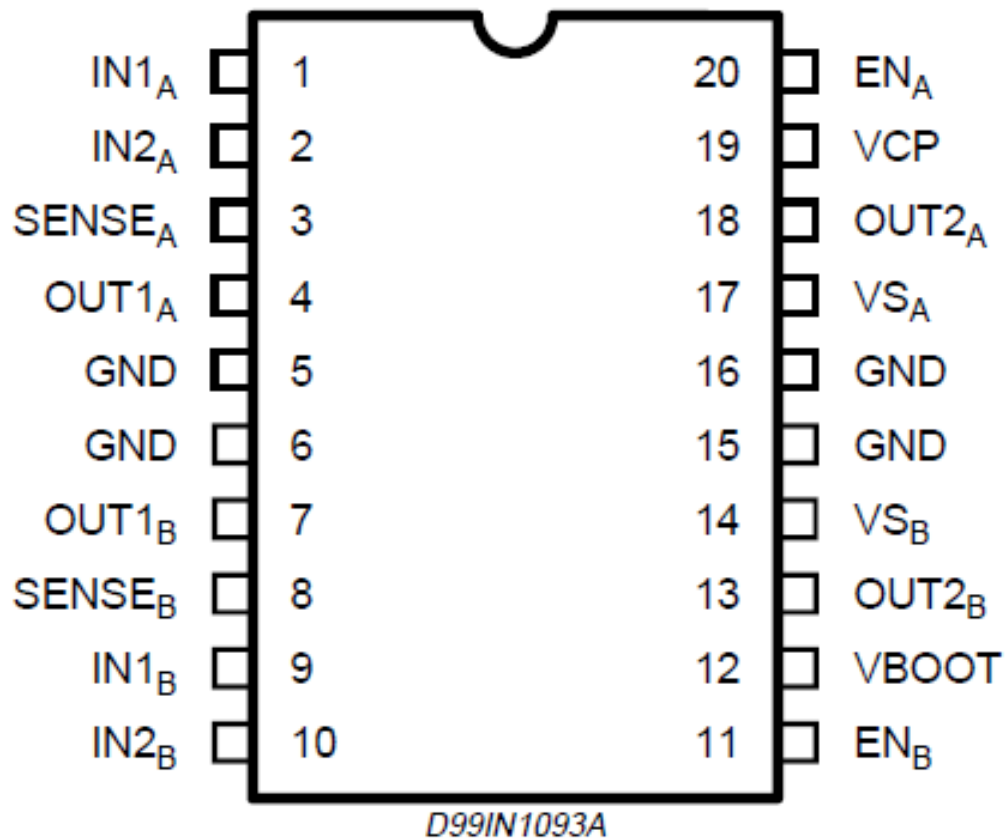 IN1A 1 20 ENA
IN2A 2 19 VCP
SENSEA 3 18 OUT2A
OUT1A 4 17 VSA
GND 5 16 GND
GND 6 15 GND
OUT1B 7 14 VSB
SENSEB 8 13 OUT2B
IN1B 9 12 VBOOT
IN2B 10 11 ENB
D99IN1093A